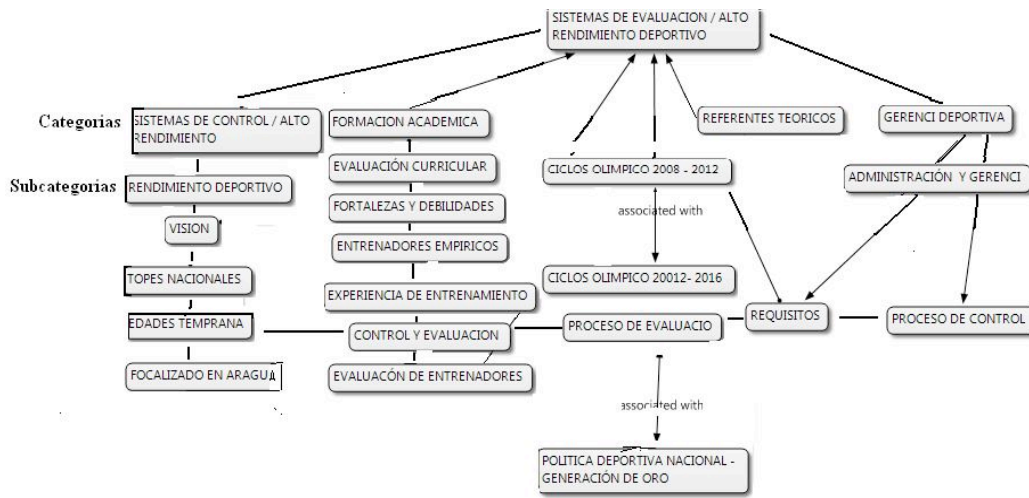 SISTEMAS DE EVALUACION / ALTO
RENDIMIENTO DEPORTIVO
Categorias
SISTEMAS DE CONTROL / ALTO
RENDIMIENTO
FORMACION ACADEMICA
REFERENTES TEORICOS
GERENCI DEPORTIVA
Subcategorias
RENDIMIENTO DEPORTIVO
EVALUACIÓN CURRICULAR
CICLOS OLIMPICO 2008 - 2012
ADMINISTRACIÓN Y GERENCI
VISION
FORTALEZAS Y DEBILIDADES
associated with
ENTRENADORES EMPIRICOS
TOPES NACIONALES
CICLOS OLIMPICO 20012- 2016
EXPERIENCIA DE ENTRENAMIENTO
EDADES TEMPRANA
CONTROL Y EVALUACION
PROCESO DE EVALUACIO
REQUISITOS
PROCESO DE CONTROL
FOCALIZADO EN ARAGUA
EVALUACÓN DE ENTRENADORES
associated with
POLITICA DEPORTIVA NACIONAL -
GENERACIÓN DE ORO